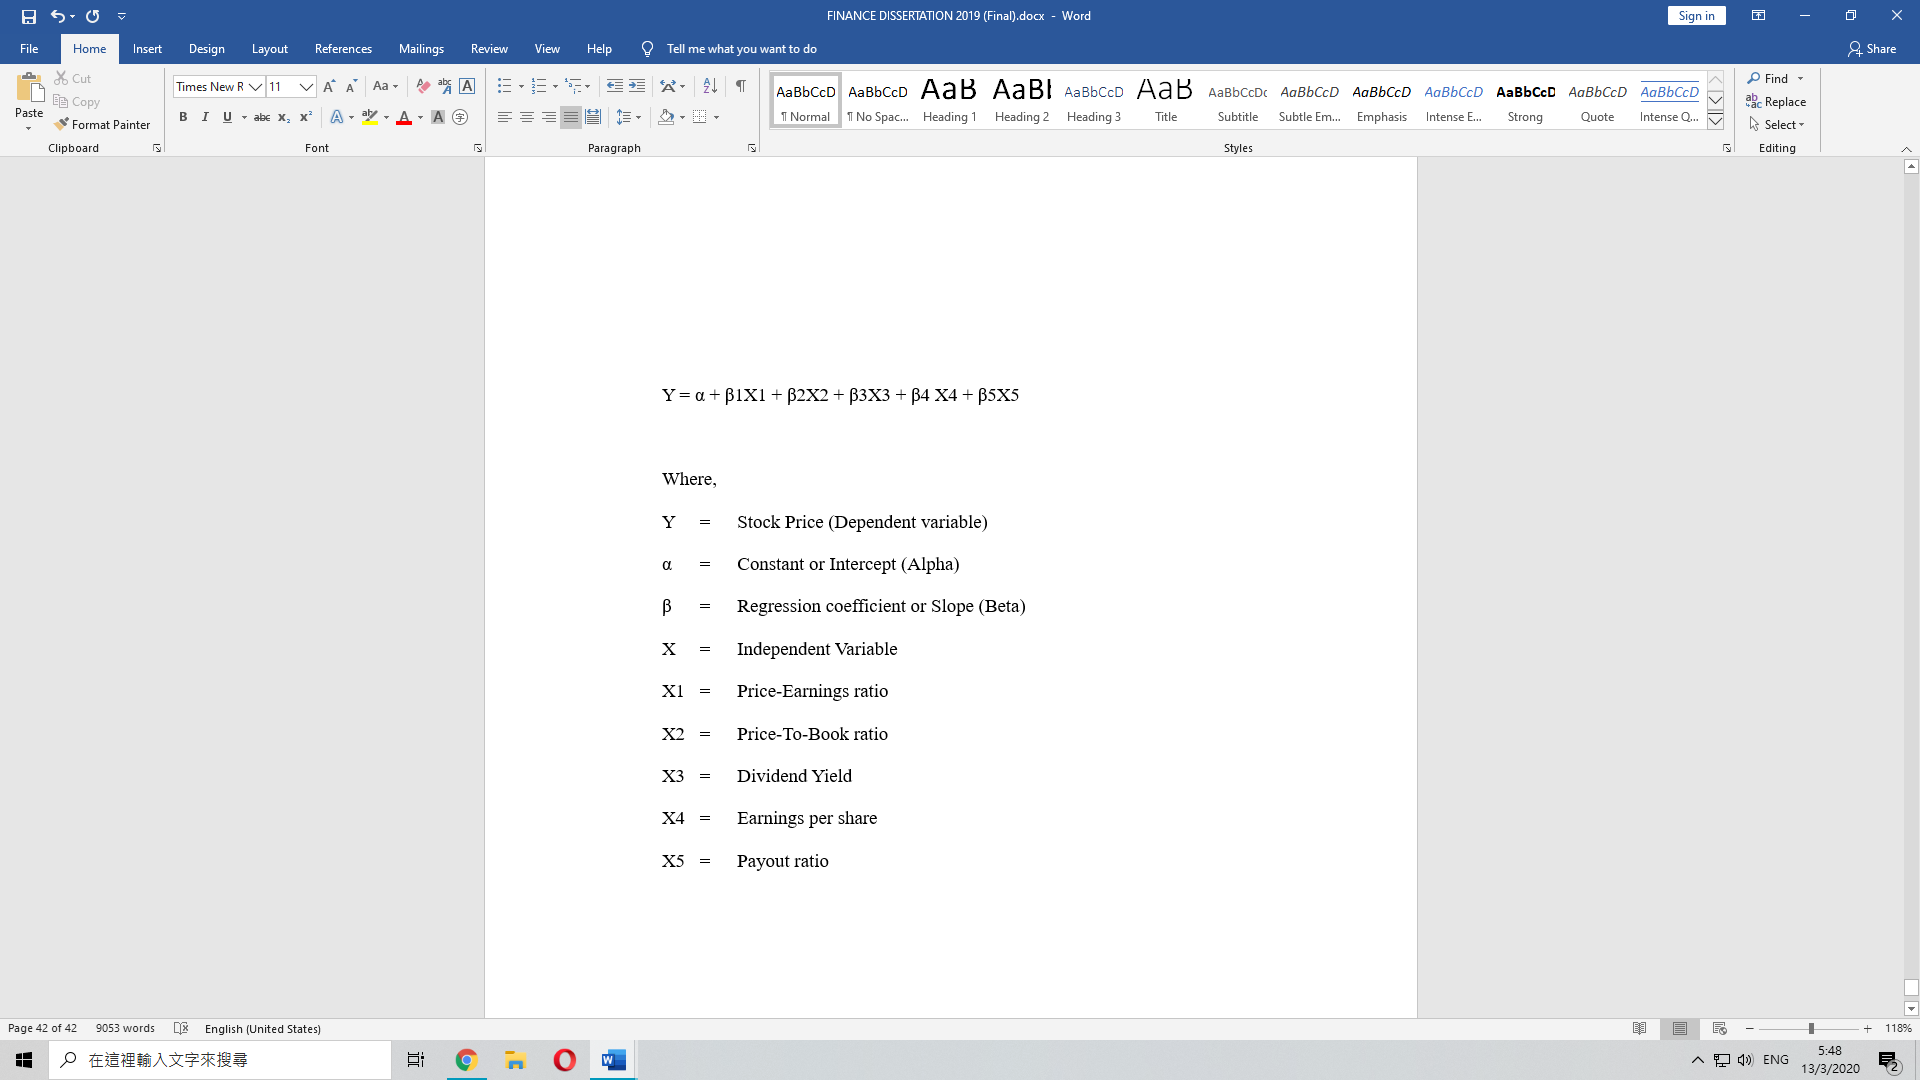 FINANCE DISSERTATION 2019 (Final).docx - Word
Sign in
File Home Insert Design Layout References Mailings Review View Help Tell me what you want to do
Share
Paste
Cut
Copy
Format Painter
Clipboard
Times New R 11
Font
Paragraph
AaBbCcD AaBbCcD AaB AaBl AaBbCcD AaB AaBbCcDc AaBbCcD AaBbCcD AaBbCcD AaBbCcD AaBbCcD AaBbCcD
¶ Normal ¶ No Spac... Heading 1 Heading 2 Heading 3 Title Subtitle Subtle Em... Emphasis Intense E... Strong Quote Intense Q...
Styles
Find
Replace
Select
Editing
Y = α + β1X1 + β2X2 + β3X3 + β4 X4 + β5X5
Where,
Y = Stock Price (Dependent variable)
α = Constant or Intercept (Alpha)
β = Regression coefficient or Slope (Beta)
X = Independent Variable
X1 = Price-Earnings ratio
X2 = Price-To-Book ratio
X3 = Dividend Yield
X4 = Earnings per share
X5 = Payout ratio
Page 42 of 42 9053 words English (United States)
118%
在這裡輸入文字來搜尋
ENG
5:48
13/3/2020
2